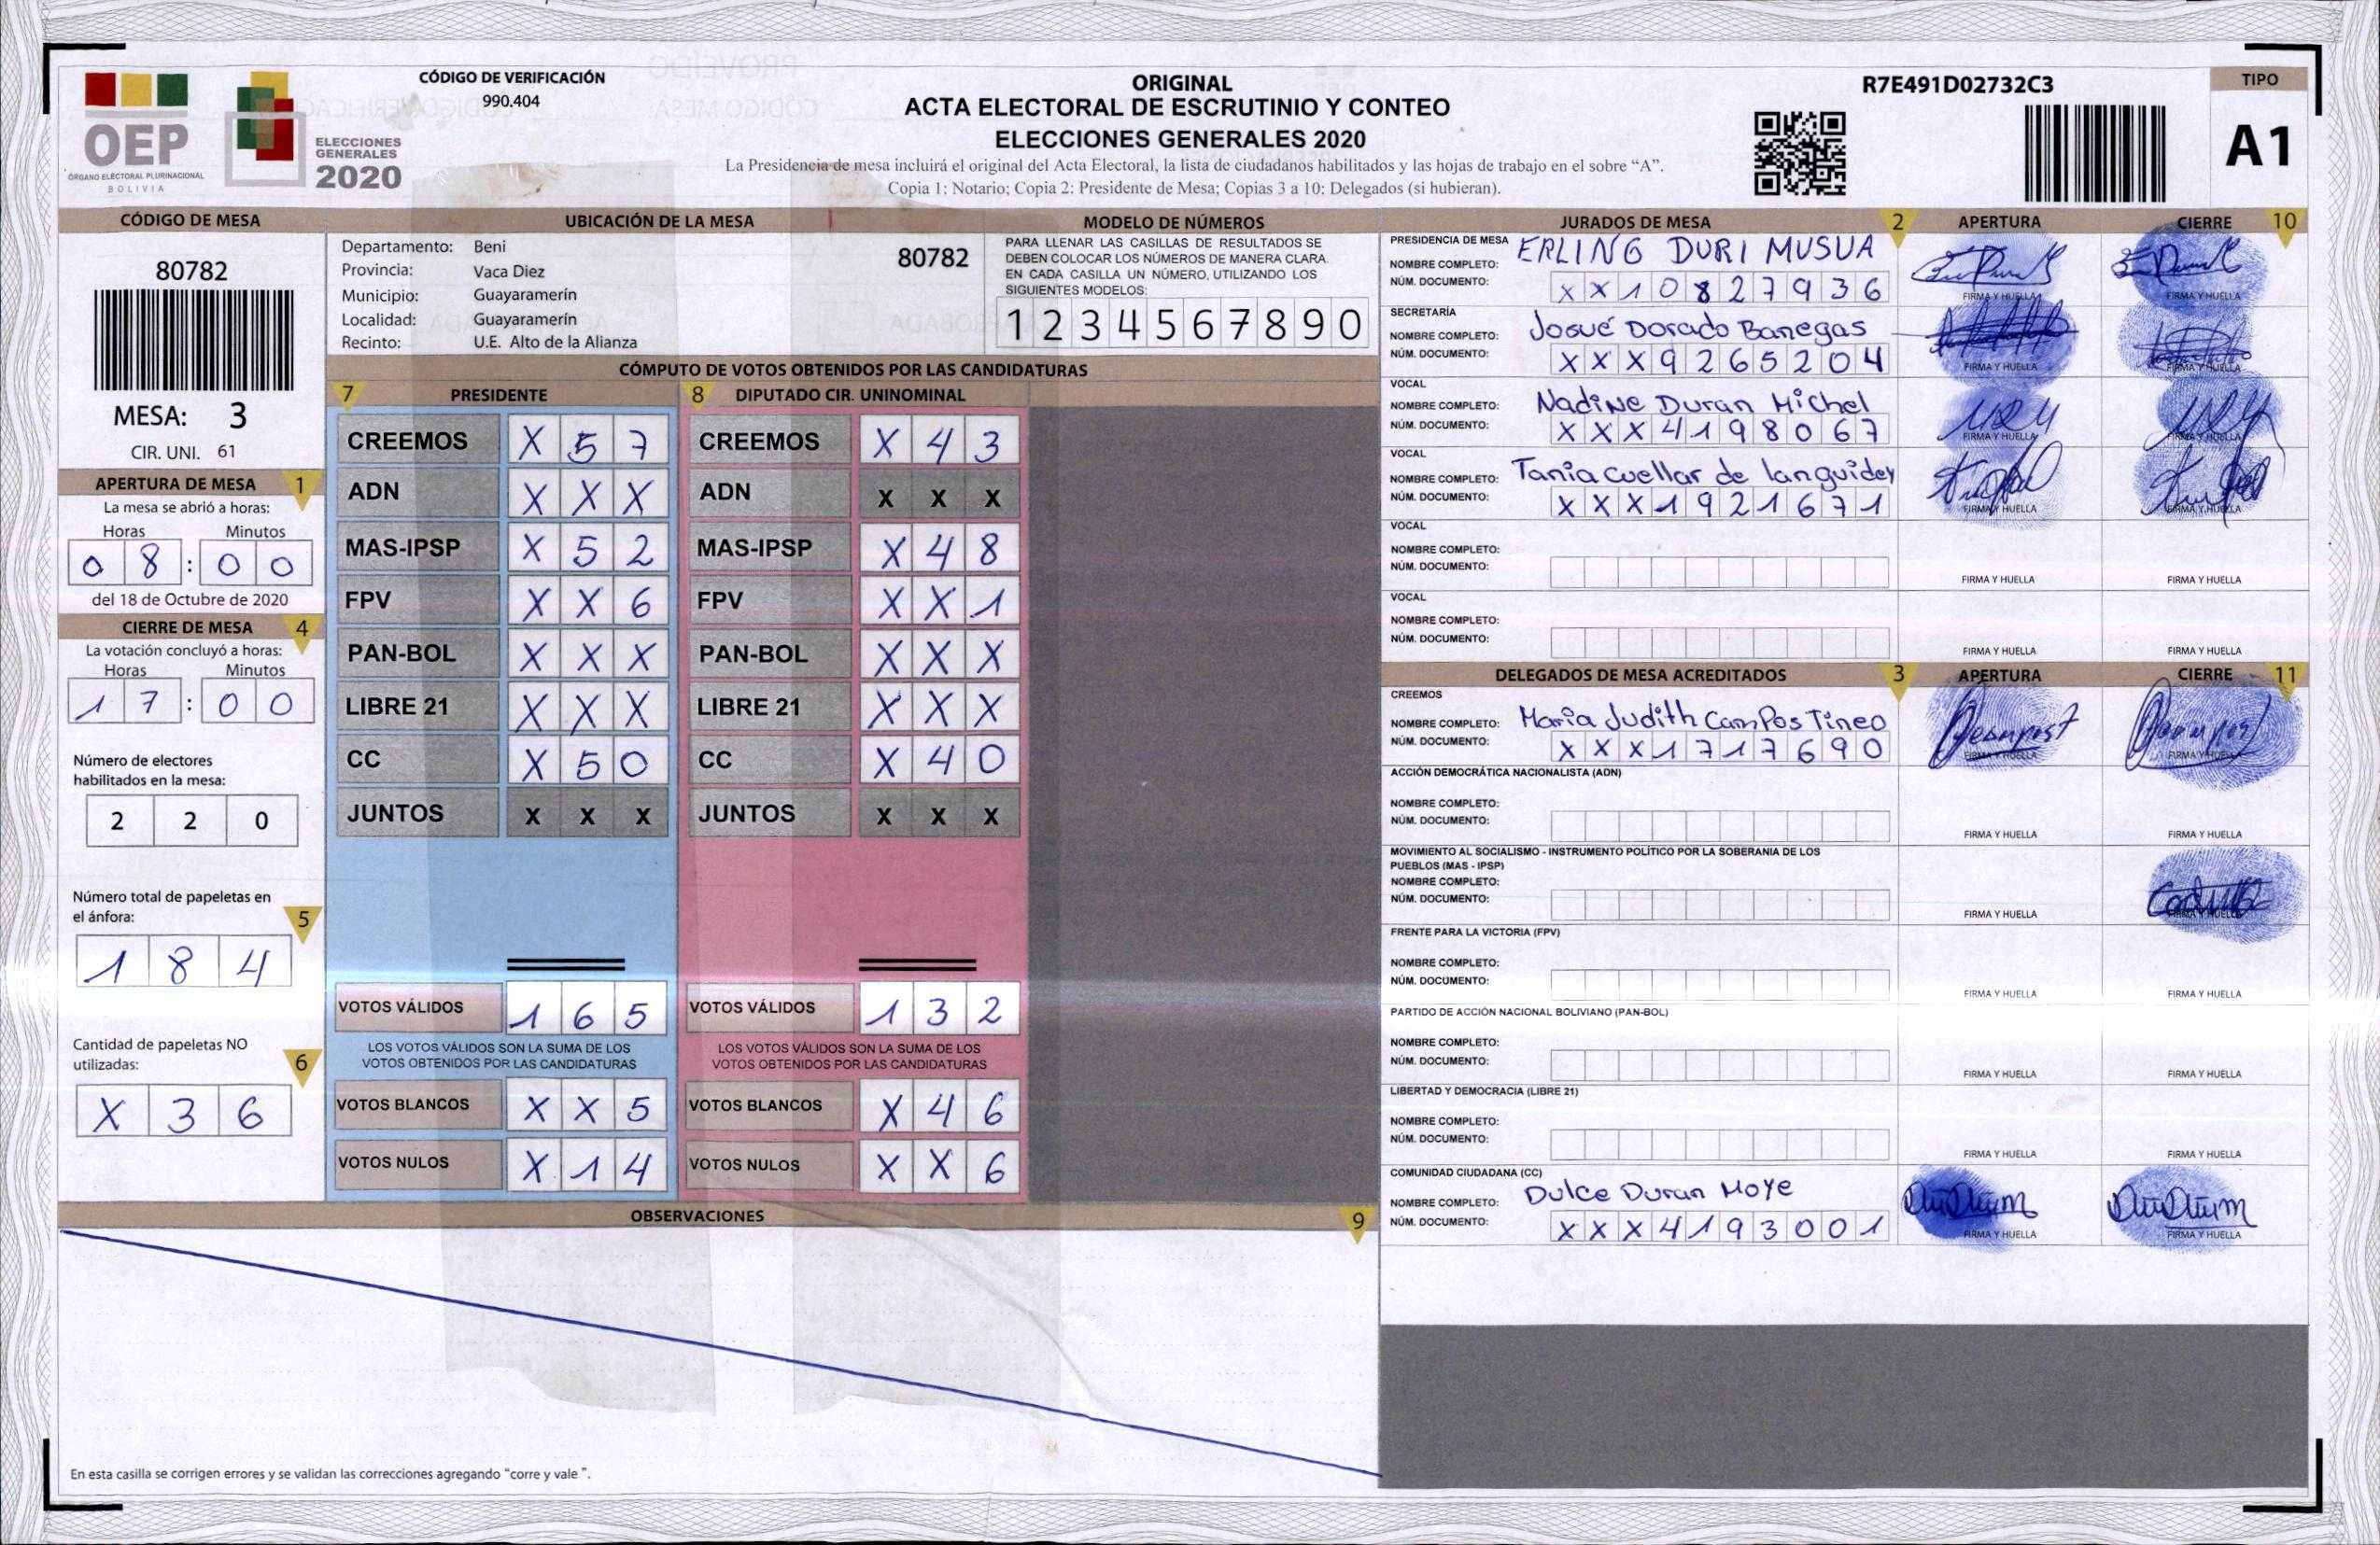 CÓDIGO DE VERIFICACIÓN
990.404
OEP
ÓRGANO ELECTORAL PLURINACIONAL
BOLIVIA
ELECCIONES
GENERALES
2020
ORIGINAL
ACTA ELECTORAL DE ESCRUTINIO Y CONTEO
ELECCIONES GENERALES 2020
La Presidencia de mesa incluirá el original del Acta Electoral, la lista de ciudadanos habilitados y las hojas de trabajo en el sobre “A”.
Copia 1: Notario; Copia 2: Presidente de Mesa; Copias 3 a 10: Delegados (si hubieran).
R7E491D02732C3
TIPO
A1
CÓDIGO DE MESA
80782
MESA: 3
CIR. UNI. 61
APERTURA DE MESA 1
La mesa se abrió a horas:
Horas Minutos
0 8 : 0 0
del 18 de Octubre de 2020
CIERRE DE MESA 4
La votación concluyó a horas:
Horas Minutos
1 7 : 0 0
Número de electores
habilitados en la mesa:
2 2 0
Número total de papeletas en
el ánfora: 5
1 8 4
Cantidad de papeletas NO
utilizadas: 6
X 3 6
UBICACIÓN DE LA MESA
Departamento: Beni
Provincia: Vaca Diez
Municipio: Guayaramerín
Localidad: Guayaramerín
Recinto: U.E. Alto de la Alianza
80782
MODELO DE NÚMEROS
PARA LLENAR LAS CASILLAS DE RESULTADOS SE
DEBEN COLOCAR LOS NÚMEROS DE MANERA CLARA.
EN CADA CASILLA UN NÚMERO, UTILIZANDO LOS
SIGUIENTES MODELOS:
1 2 3 4 5 6 7 8 9 0
CÓMPUTO DE VOTOS OBTENIDOS POR LAS CANDIDATURAS
7 PRESIDENTE
CREEMOS X 5 7
ADN X X X
MAS-IPSP X 5 2
FPV X X 6
PAN-BOL X X X
LIBRE 21 X X X
CC X 5 0
JUNTOS X X X
VOTOS VÁLIDOS 1 6 5
LOS VOTOS VÁLIDOS SON LA SUMA DE LOS
VOTOS OBTENIDOS POR LAS CANDIDATURAS
VOTOS BLANCOS X X 5
VOTOS NULOS X 1 4
8 DIPUTADO CIR. UNINOMINAL
CREEMOS X 4 3
ADN X X X
MAS-IPSP X 4 8
FPV X X 1
PAN-BOL X X X
LIBRE 21 X X X
CC X 4 0
JUNTOS X X X
VOTOS VÁLIDOS 1 3 2
LOS VOTOS VÁLIDOS SON LA SUMA DE LOS
VOTOS OBTENIDOS POR LAS CANDIDATURAS
VOTOS BLANCOS X 4 6
VOTOS NULOS X X 6
OBSERVACIONES 9
En esta casilla se corrigen errores y se validan las correcciones agregando “corre y vale ”.
JURADOS DE MESA 2 APERTURA CIERRE 10
PRESIDENCIA DE MESA
NOMBRE COMPLETO: ERLING DURI MUSUA
NÚM. DOCUMENTO: X X 1 0 8 2 7 9 3 6
FIRMA Y HUELLA FIRMA Y HUELLA
SECRETARÍA
NOMBRE COMPLETO: Josué Dorado Banegas
NÚM. DOCUMENTO: X X X 9 2 6 5 2 0 4
FIRMA Y HUELLA FIRMA Y HUELLA
VOCAL
NOMBRE COMPLETO: Nadine Duran Michel
NÚM. DOCUMENTO: X X X 4 1 9 8 0 6 7
FIRMA Y HUELLA FIRMA Y HUELLA
VOCAL
NOMBRE COMPLETO: Tania Cuellar de Languidey
NÚM. DOCUMENTO: X X X 1 9 2 1 6 7 1
FIRMA Y HUELLA FIRMA Y HUELLA
VOCAL
NOMBRE COMPLETO:
NÚM. DOCUMENTO:
FIRMA Y HUELLA FIRMA Y HUELLA
VOCAL
NOMBRE COMPLETO:
NÚM. DOCUMENTO:
FIRMA Y HUELLA FIRMA Y HUELLA
DELEGADOS DE MESA ACREDITADOS 3 APERTURA CIERRE 11
CREEMOS
NOMBRE COMPLETO: Maria Judith Campos Tineo
NÚM. DOCUMENTO: X X X 1 7 1 7 6 9 0
FIRMA Y HUELLA FIRMA Y HUELLA
ACCIÓN DEMOCRÁTICA NACIONALISTA (ADN)
NOMBRE COMPLETO:
NÚM. DOCUMENTO:
FIRMA Y HUELLA FIRMA Y HUELLA
MOVIMIENTO AL SOCIALISMO - INSTRUMENTO POLÍTICO POR LA SOBERANIA DE LOS
PUEBLOS (MAS - IPSP)
NOMBRE COMPLETO:
NÚM. DOCUMENTO:
FIRMA Y HUELLA FIRMA Y HUELLA
FRENTE PARA LA VICTORIA (FPV)
NOMBRE COMPLETO:
NÚM. DOCUMENTO:
FIRMA Y HUELLA FIRMA Y HUELLA
PARTIDO DE ACCIÓN NACIONAL BOLIVIANO (PAN-BOL)
NOMBRE COMPLETO:
NÚM. DOCUMENTO:
FIRMA Y HUELLA FIRMA Y HUELLA
LIBERTAD Y DEMOCRACIA (LIBRE 21)
NOMBRE COMPLETO:
NÚM. DOCUMENTO:
FIRMA Y HUELLA FIRMA Y HUELLA
COMUNIDAD CIUDADANA (CC)
NOMBRE COMPLETO: Dulce Duran Moye
NÚM. DOCUMENTO: X X X 4 1 9 3 0 0 1
FIRMA Y HUELLA FIRMA Y HUELLA